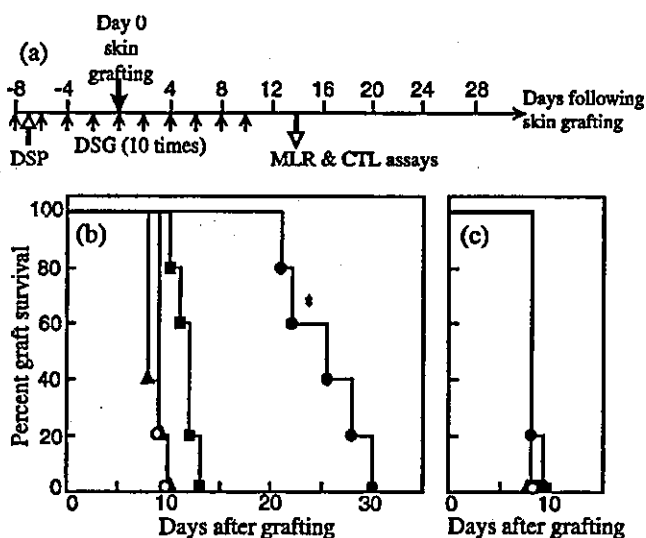 Day 0
skin
grafting
(a)
-8 -4 4 8 12 16 20 24 28
Days following
skin grafting
DSP
DSG (10 times)
MLR & CTL assays
(b)
(c)
Percent graft survival
100
80
60
40
20
0
0 10 20 30
0 10
Days after grafting
Days after grafting